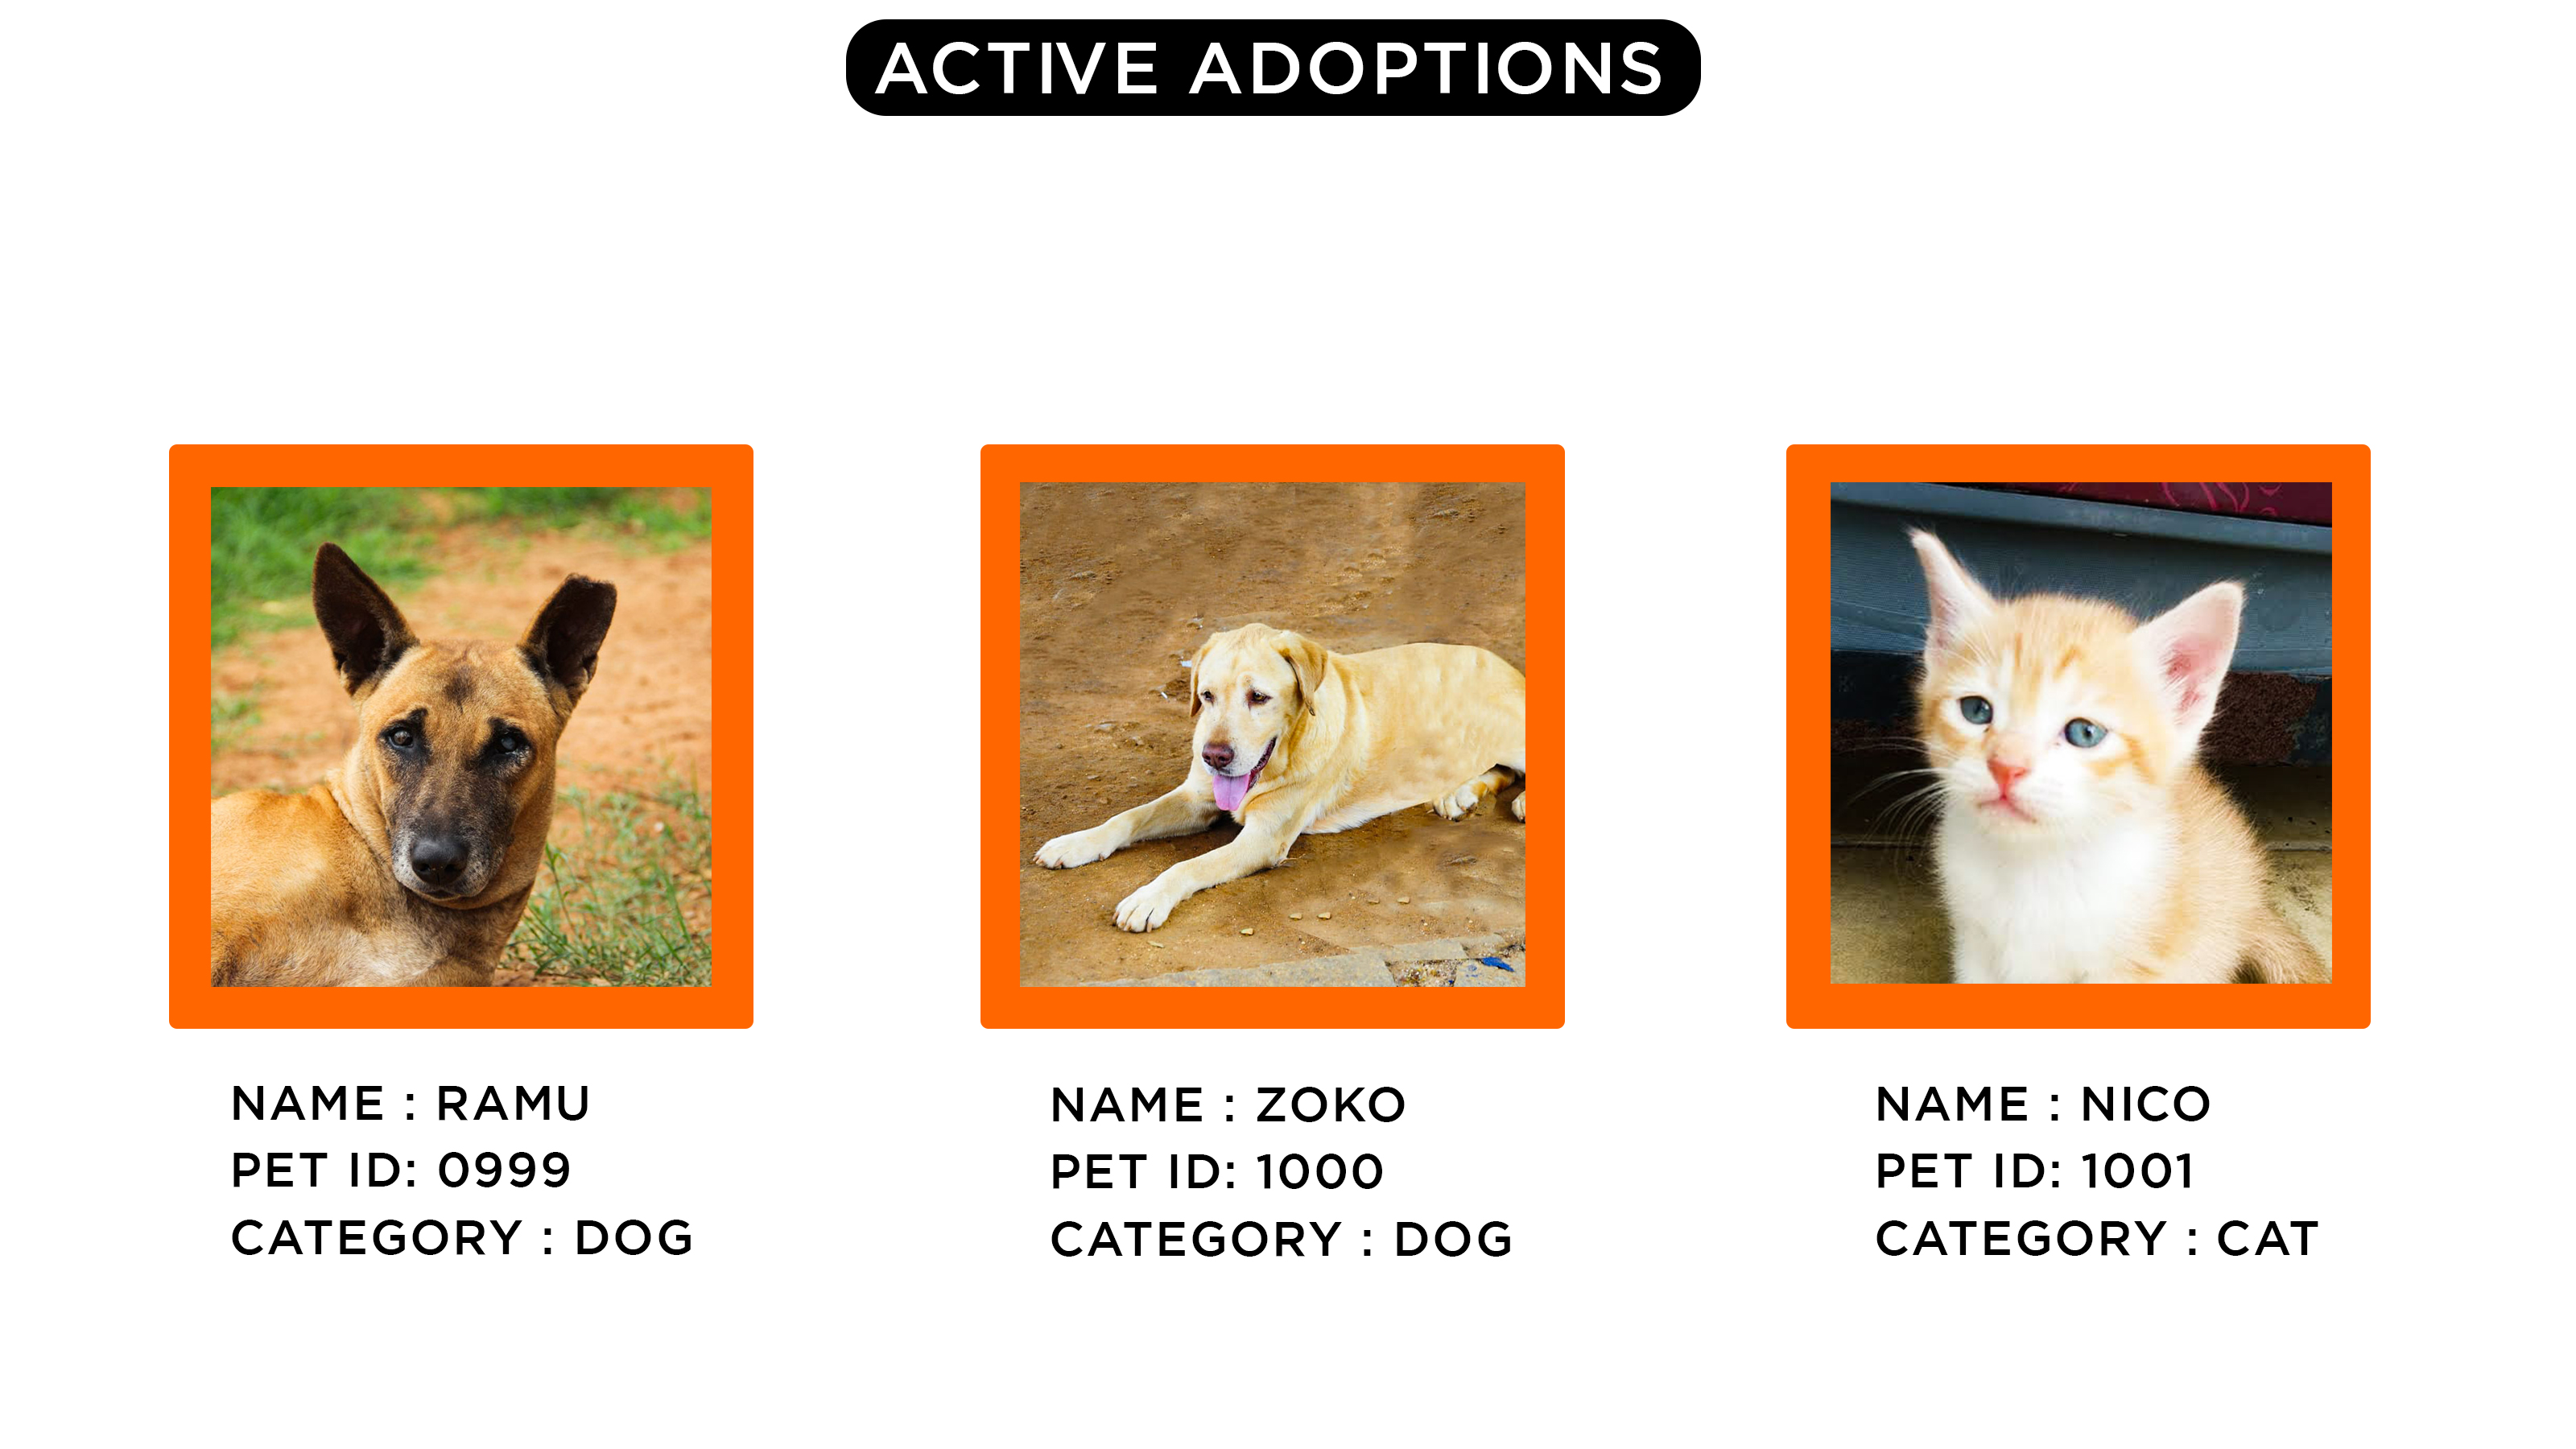 ACTIVE ADOPTIONS
NAME : RAMU
PET ID: 0999
CATEGORY : DOG
NAME : ZOKO
PET ID: 1000
CATEGORY : DOG
NAME : NICO
PET ID: 1001
CATEGORY : CAT